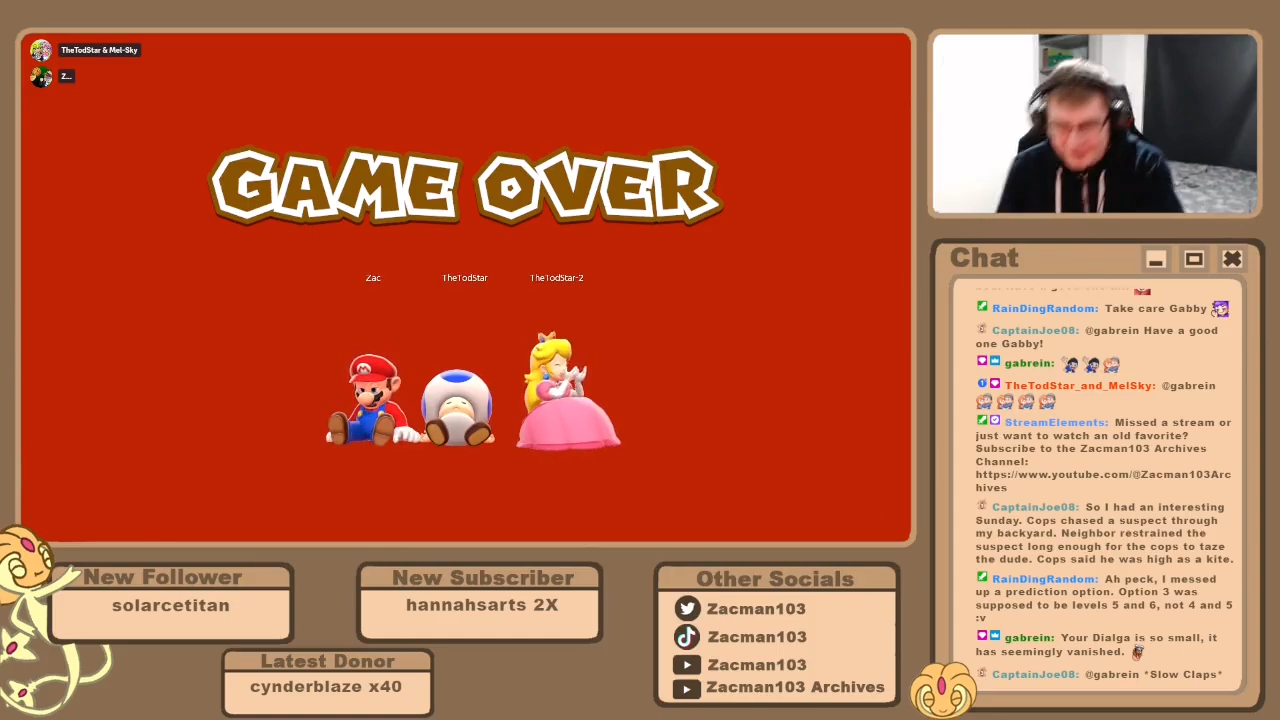 TheTodStar & Mel-Sky
Z...
GAME OVER
Zac
TheTodStar
TheTodStar-2
Chat
RainDingRandom: Take care Gabby
CaptainJoe08: @gabrein Have a good
one Gabby!
gabrein:
TheTodStar_and_MelSky: @gabrein
StreamElements: Missed a stream or
just want to watch an old favorite?
Subscribe to the Zacman103 Archives
Channel:
https://www.youtube.com/@Zacman103Arc
hives
CaptainJoe08: So I had an interesting
Sunday. Cops chased a suspect through
my backyard. Neighbor restrained the
suspect long enough for the cops to taze
the dude. Cops said he was high as a kite.
RainDingRandom: Ah peck, I messed
up a prediction option. Option 3 was
supposed to be levels 5 and 6, not 4 and 5
:v
gabrein: Your Dialga is so small, it
has seemingly vanished.
CaptainJoe08: @gabrein *Slow Claps*
New Follower
solarcetitan
New Subscriber
hannahsarts 2X
Latest Donor
cynderblaze x40
Other Socials
Zacman103
Zacman103
Zacman103
Zacman103 Archives